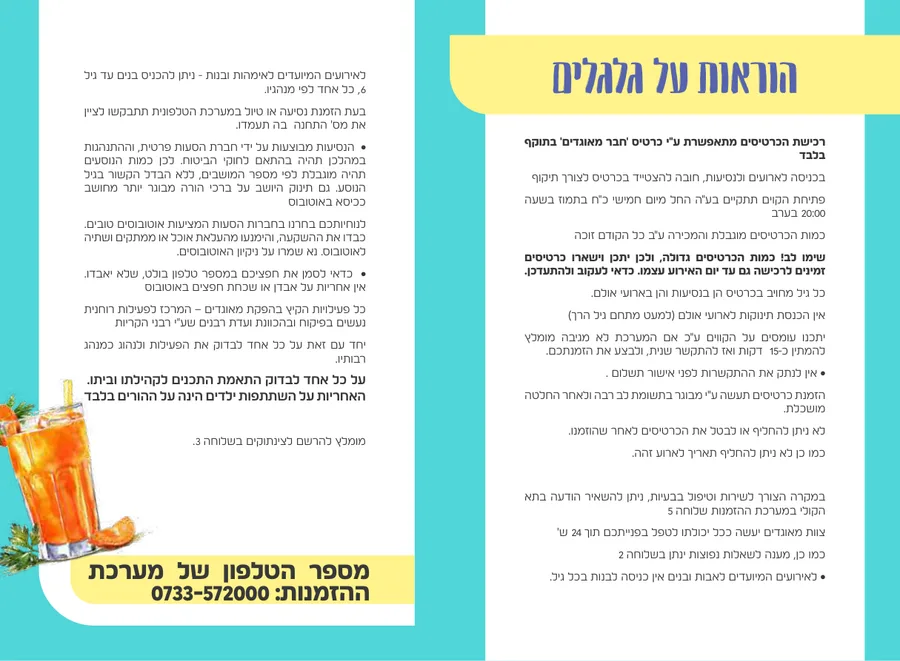 הוראות על גלגלים
רכישת הכרטיסים מתאפשרת ע"י כרטיס 'חבר מאוגדים' בתוקף
בלבד
בכניסה לארועים ולנסיעות, חובה להצטייד בכרטיס לצורך תיקוף
פתיחת הקוים תתקיים בע"ה החל מיום חמישי כ"ח בתמוז בשעה
20:00 בערב
כמות הכרטיסים מוגבלת והמכירה ע"ב כל הקודם זוכה
שימו לב! כמות הכרטיסים גדולה, ולכן יתכן וישארו כרטיסים
זמינים לרכישה גם עד יום האירוע עצמו. כדאי לעקוב ולהתעדכן.
כל גיל מחויב בכרטיס הן בנסיעות והן בארועי אולם.
אין הכנסת תינוקות לארועי אולם (למעט מתחם גיל הרך)
יתכנו עומסים על הקווים ע"כ אם המערכת לא מגיבה מומלץ
להמתין כ-15 דקות ואז להתקשר שנית, ולבצע את הזמנתכם.
• אין לנתק את ההתקשרות לפני אישור תשלום .
הזמנת כרטיסים תעשה ע"י מבוגר בתשומת לב רבה ולאחר החלטה
מושכלת.
לא ניתן להחליף או לבטל את הכרטיסים לאחר שהוזמנו.
כמו כן לא ניתן להחליף תאריך לארוע זהה.
במקרה הצורך לשירות וטיפול בבעיות, ניתן להשאיר הודעה בתא
הקולי במערכת ההזמנות שלוחה 5
צוות מאוגדים יעשה ככל יכולתו לטפל בפנייתכם תוך 24 ש'
כמו כן, מענה לשאלות נפוצות ינתן בשלוחה 2
• לאירועים המיועדים לאבות ובנים אין כניסה לבנות בכל גיל.
לאירועים המיועדים לאימהות ובנות - ניתן להכניס בנים עד גיל
6, כל אחד לפי מנהגיו.
בעת הזמנת נסיעה או טיול במערכת הטלפונית תתבקשו לציין
את מס' התחנה בה תעמדו.
• הנסיעות מבוצעות על ידי חברת הסעות פרטית, וההתנהגות
במהלכן תהיה בהתאם לחוקי הביטוח. לכן כמות הנוסעים
תהיה מוגבלת לפי מספר המושבים, ללא הבדל הקשור בגיל
הנוסע. גם תינוק היושב על ברכי הורה מבוגר יותר מחושב
ככיסא באוטובוס
לנוחיותכם בחרנו בחברות הסעות המציעות אוטובוסים טובים.
כבדו את ההשקעה, והימנעו מהעלאת אוכל או ממתקים ושתיה
לאוטובוס. נא שמרו על ניקיון האוטובוסים.
• כדאי לסמן את חפציכם במספר טלפון בולט, שלא יאבדו.
אין אחריות על אבדן או שכחת חפצים באוטובוס
כל פעילויות הקיץ בהפקת מאוגדים – המרכז לפעילות רוחנית
נעשים בפיקוח ובהכוונת ועדת רבנים שע"י רבני הקריות
יחד עם זאת על כל אחד לבדוק את הפעילות ולנהוג כמנהג
רבותיו.
על כל אחד לבדוק התאמת התכנים לקהילתו וביתו.
האחריות על השתתפות ילדים הינה על ההורים בלבד
מומלץ להרשם לצינתוקים בשלוחה 3.
מספר הטלפון של מערכת
ההזמנות: 0733-572000